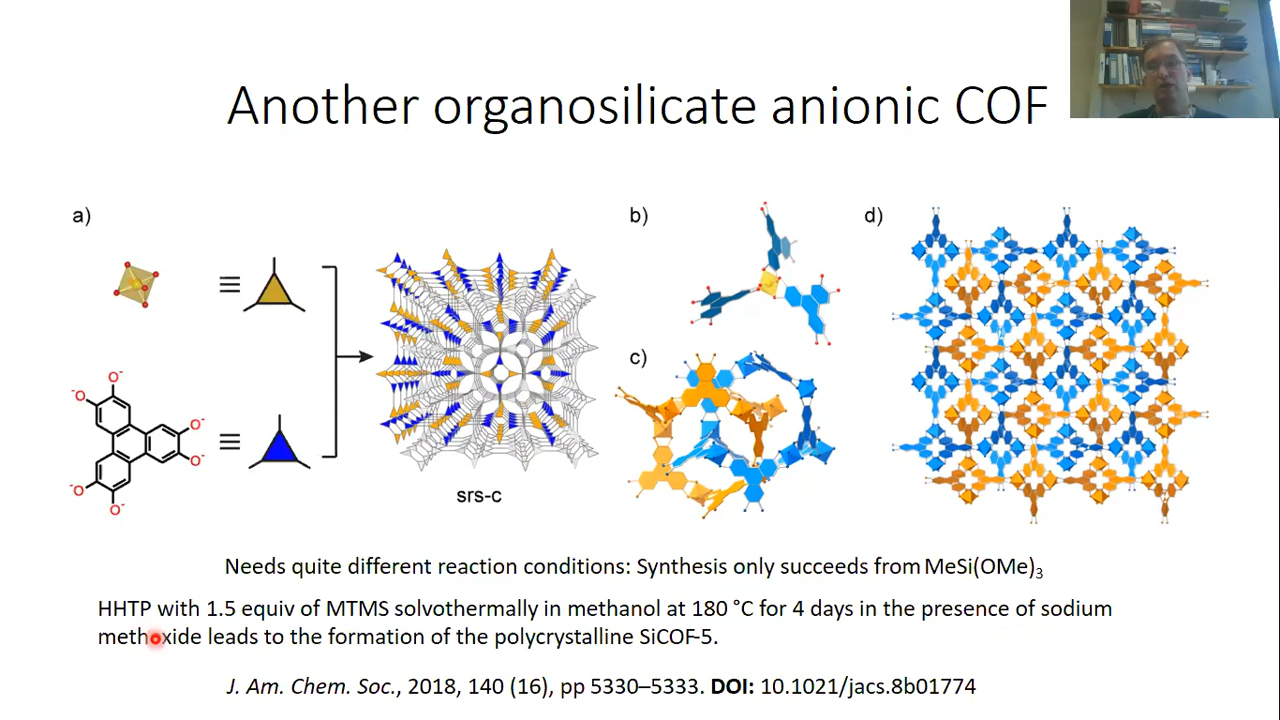 Another organosilicate anionic COF
a)
b)
d)
≡
O⁻
⁻O
O⁻
c)
≡
O⁻
⁻O
O⁻
srs-c
Needs quite different reaction conditions: Synthesis only succeeds from MeSi(OMe)₃
HHTP with 1.5 equiv of MTMS solvothermally in methanol at 180 °C for 4 days in the presence of sodium
methoxide leads to the formation of the polycrystalline SiCOF-5.
J. Am. Chem. Soc., 2018, 140 (16), pp 5330–5333. DOI: 10.1021/jacs.8b01774